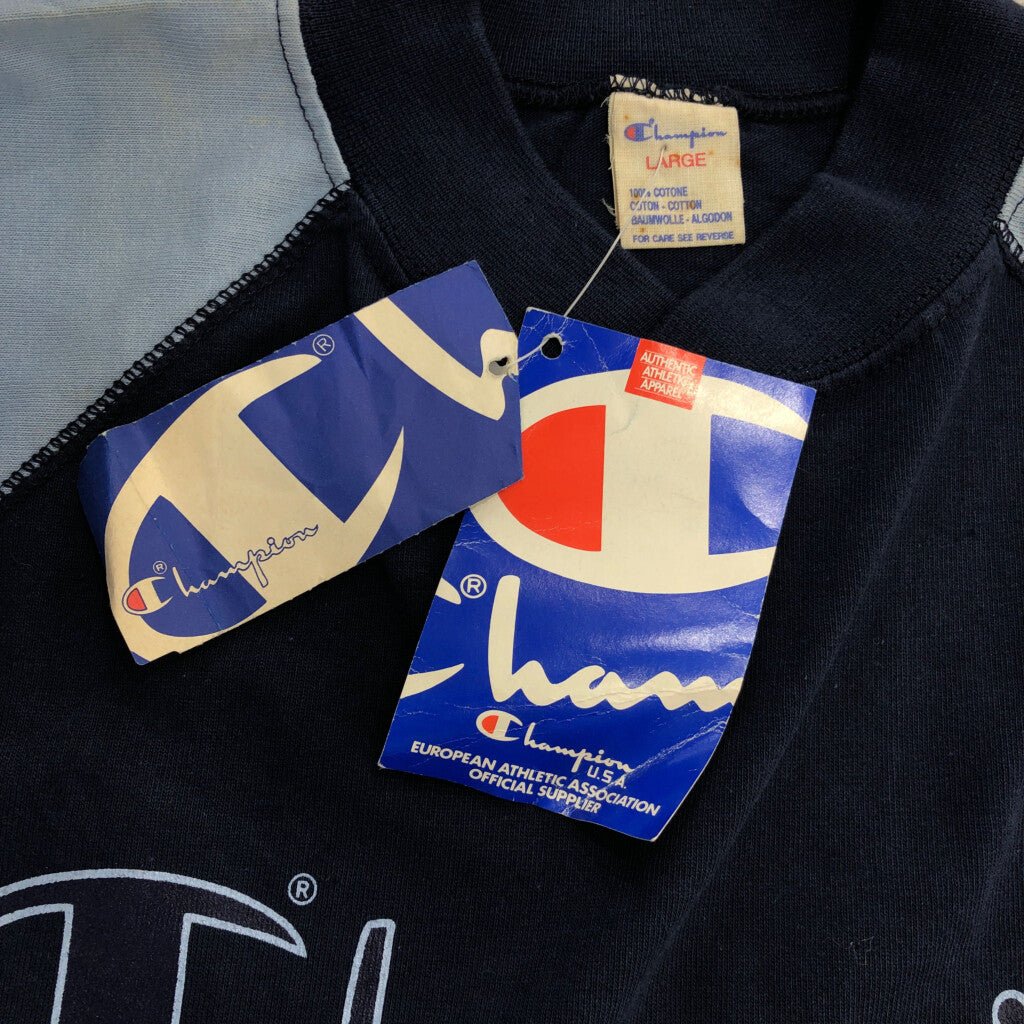 Champion
LARGE
100% COTONE
COTON - COTTON
BAUMWOLLE - ALGODON
FOR CARE SEE REVERSE
®
® Champion
AUTHENTIC
ATHLETIC
APPAREL
® Cham
Champion
U.S.A.
EUROPEAN ATHLETIC ASSOCIATION
OFFICIAL SUPPLIER
®
Ch